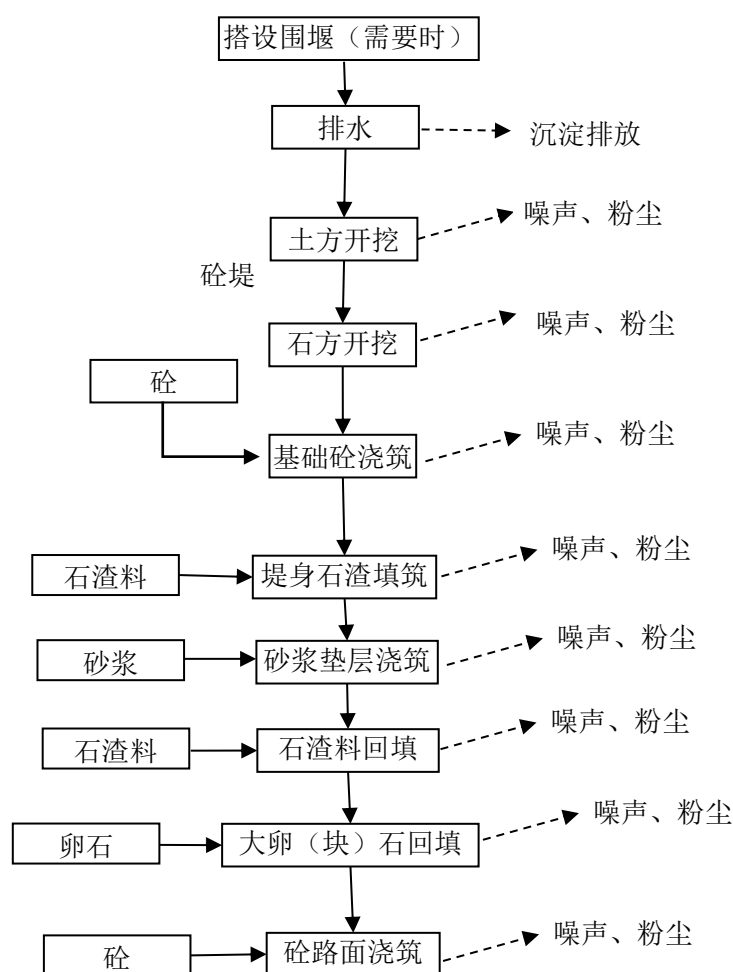 搭设围堰（需要时）
排水
沉淀排放
土方开挖
噪声、粉尘
砼堤
石方开挖
噪声、粉尘
砼
基础砼浇筑
噪声、粉尘
石渣料
堤身石渣填筑
噪声、粉尘
砂浆
砂浆垫层浇筑
噪声、粉尘
石渣料
石渣料回填
噪声、粉尘
卵石
大卵（块）石回填
噪声、粉尘
砼
砼路面浇筑
噪声、粉尘